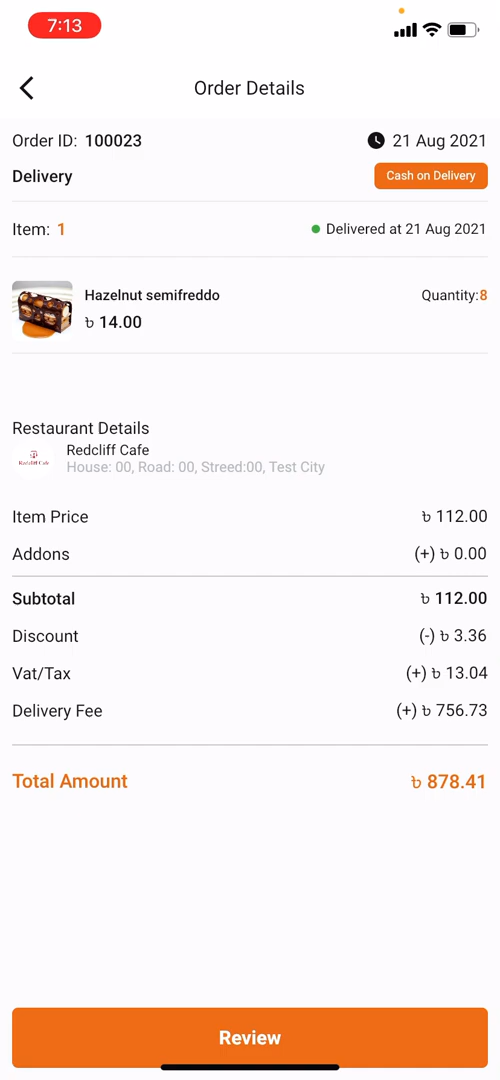 7:13
Order Details
Order ID: 100023 21 Aug 2021
Delivery Cash on Delivery
Item: 1 Delivered at 21 Aug 2021
Hazelnut semifreddo Quantity:8
৳ 14.00
Restaurant Details
Redcliff Cafe
Redcliff Cafe
House: 00, Road: 00, Streed:00, Test City
Item Price ৳ 112.00
Addons (+) ৳ 0.00
Subtotal ৳ 112.00
Discount (-) ৳ 3.36
Vat/Tax (+) ৳ 13.04
Delivery Fee (+) ৳ 756.73
Total Amount ৳ 878.41
Review